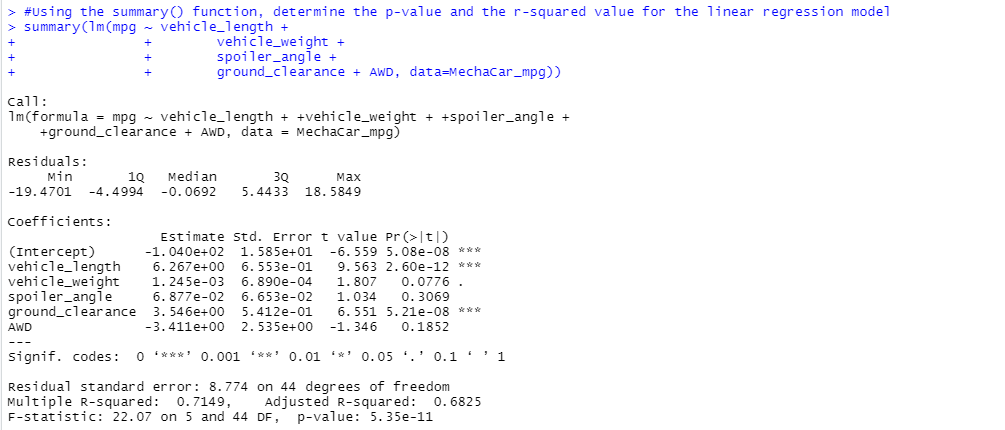 > #Using the summary() function, determine the p-value and the r-squared value for the linear regression model
> summary(lm(mpg ~ vehicle_length +
+                +        vehicle_weight +
+                +        spoiler_angle +
+                +        ground_clearance + AWD, data=MechaCar_mpg))

Call:
lm(formula = mpg ~ vehicle_length + +vehicle_weight + +spoiler_angle +
    +ground_clearance + AWD, data = MechaCar_mpg)

Residuals:
     Min       1Q   Median       3Q      Max
-19.4701  -4.4994  -0.0692   5.4433  18.5849

Coefficients:
                   Estimate Std. Error t value Pr(>|t|)
(Intercept)      -1.040e+02  1.585e+01  -6.559 5.08e-08 ***
vehicle_length    6.267e+00  6.553e-01   9.563 2.60e-12 ***
vehicle_weight    1.245e-03  6.890e-04   1.807   0.0776 .
spoiler_angle     6.877e-02  6.653e-02   1.034   0.3069
ground_clearance  3.546e+00  5.412e-01   6.551 5.21e-08 ***
AWD              -3.411e+00  2.535e+00  -1.346   0.1852
---
Signif. codes:  0 ‘***’ 0.001 ‘**’ 0.01 ‘*’ 0.05 ‘.’ 0.1 ‘ ’ 1

Residual standard error: 8.774 on 44 degrees of freedom
Multiple R-squared:  0.7149,    Adjusted R-squared:  0.6825
F-statistic: 22.07 on 5 and 44 DF,  p-value: 5.35e-11